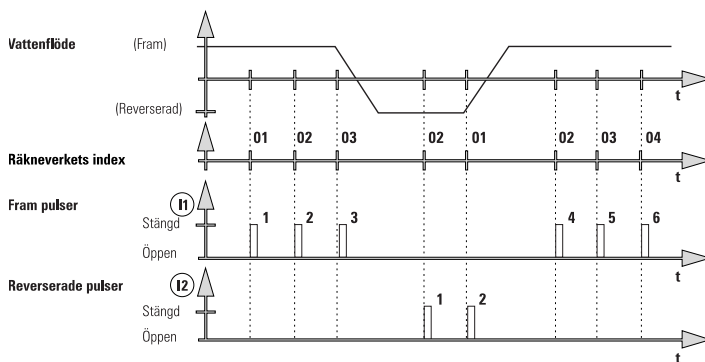 Vattenflöde (Fram)
t
(Reverserad)
01 02 03 02 01 02 03 04
Räkneverkets index
t
Fram pulser I1
Stängd 1 2 3 4 5 6
Öppen
t
Reverserade pulser I2
Stängd 1 2
Öppen
t